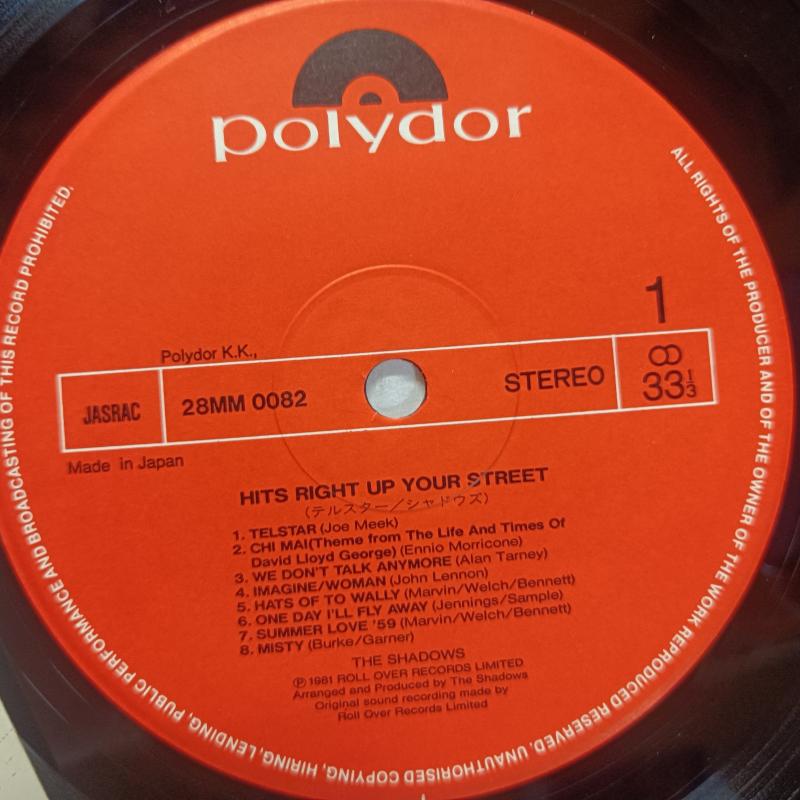 polydor
1
Polydor K.K.,
JASRAC
28MM 0082
STEREO
33 1/3
Made in Japan
HITS RIGHT UP YOUR STREET
(テルスター/シャドウズ)
1. TELSTAR (Joe Meek)
2. CHI MAI(Theme from The Life And Times Of
David Lloyd George) (Ennio Morricone)
3. WE DON'T TALK ANYMORE (Alan Tarney)
4. IMAGINE/WOMAN (John Lennon)
5. HATS OF TO WALLY (Marvin/Welch/Bennett)
6. ONE DAY I'LL FLY AWAY (Jennings/Sample)
7. SUMMER LOVE '59 (Marvin/Welch/Bennett)
8. MISTY (Burke/Garner)
THE SHADOWS
℗ 1981 ROLL OVER RECORDS LIMITED
Arranged and Produced by The Shadows
Original sound recording made by
Roll Over Records Limited
ALL RIGHTS OF THE PRODUCER AND OF THE OWNER OF THE WORK REPRODUCED RESERVED. UNAUTHORISED COPYING, HIRING, LENDING, PUBLIC PERFORMANCE AND BROADCASTING OF THIS RECORD PROHIBITED.